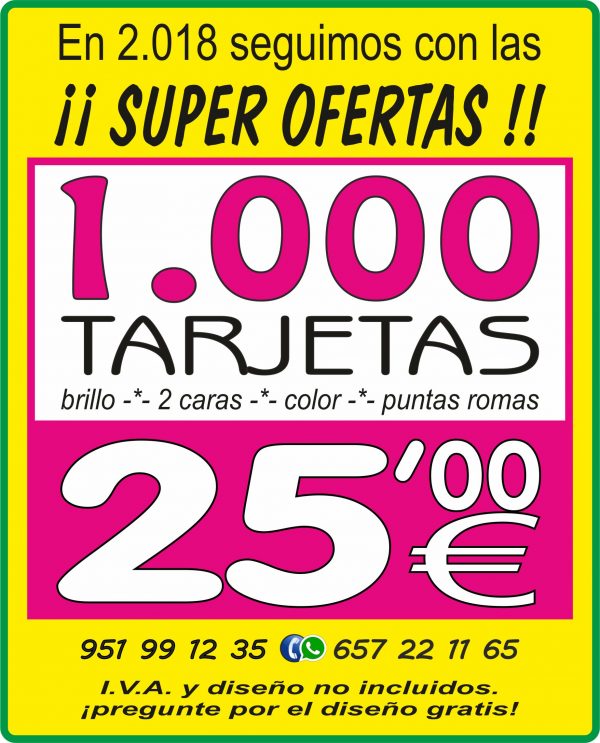 En 2.018 seguimos con las
¡¡ SUPER OFERTAS !!
1.000
TARJETAS
brillo -*- 2 caras -*- color -*- puntas romas
25'00€
951 99 12 35 657 22 11 65
I.V.A. y diseño no incluidos.
¡pregunte por el diseño gratis!